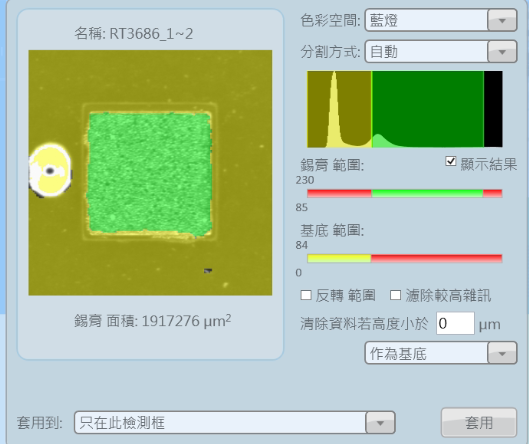 名稱: RT3686_1~2
錫膏 面積: 1917276 μm²
色彩空間: 藍燈
分割方式: 自動
錫膏 範圍:
顯示結果
230
85
基底 範圍:
84
0
反轉 範圍
濾除較高雜訊
清除資料若高度小於 0 μm
作為基底
套用到: 只在此檢測框
套用